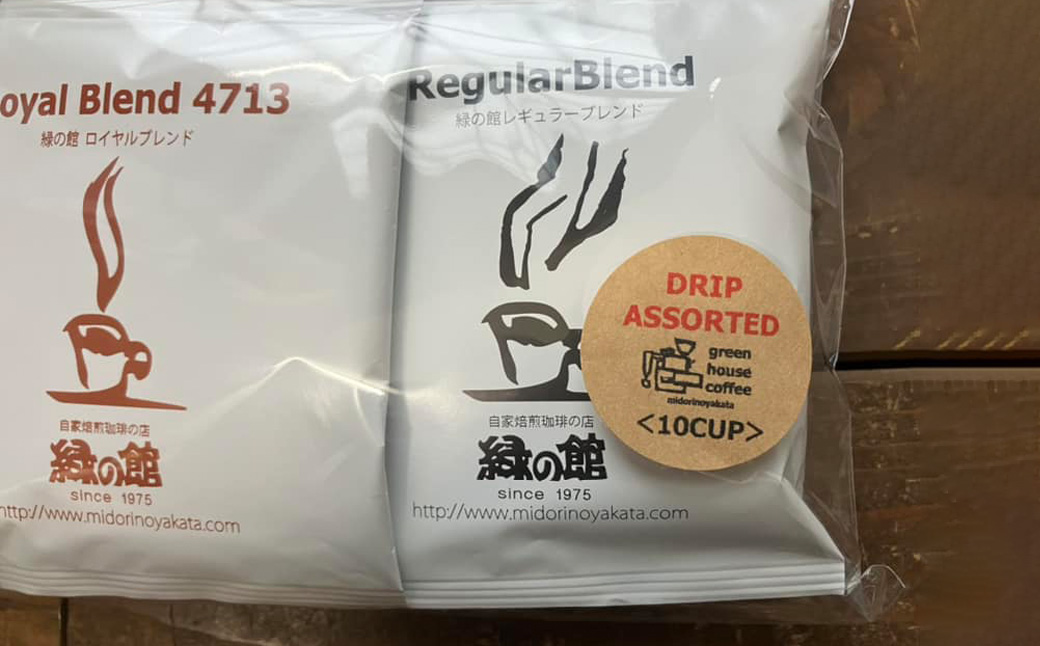 oyal Blend 4713
緑の館 ロイヤルブレンド
自家焙煎珈琲の店
緑の館
since 1975
http://www.midorinoyakata.com
RegularBlend
緑の館レギュラーブレンド
自家焙煎珈琲の店
緑の館
since 1975
http://www.midorinoyakata.com
DRIP
ASSORTED
green
house
coffee
midorinoyakata
<10CUP>